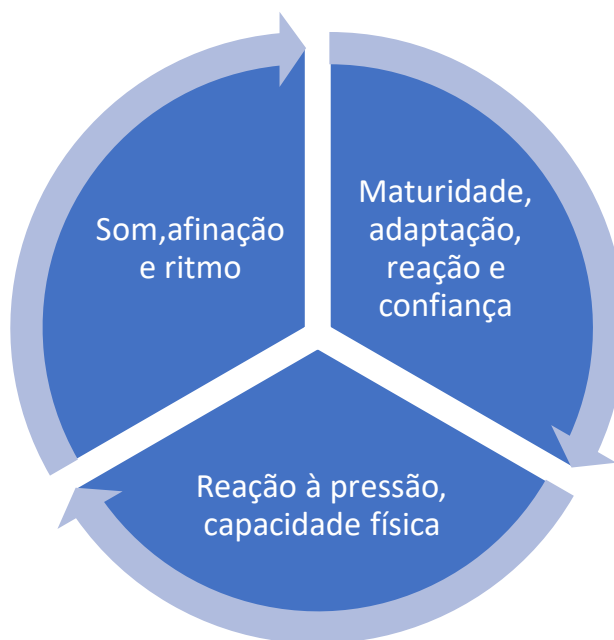 Som,afinação
e ritmo
Maturidade,
adaptação,
reação e
confiança
Reação à pressão,
capacidade física